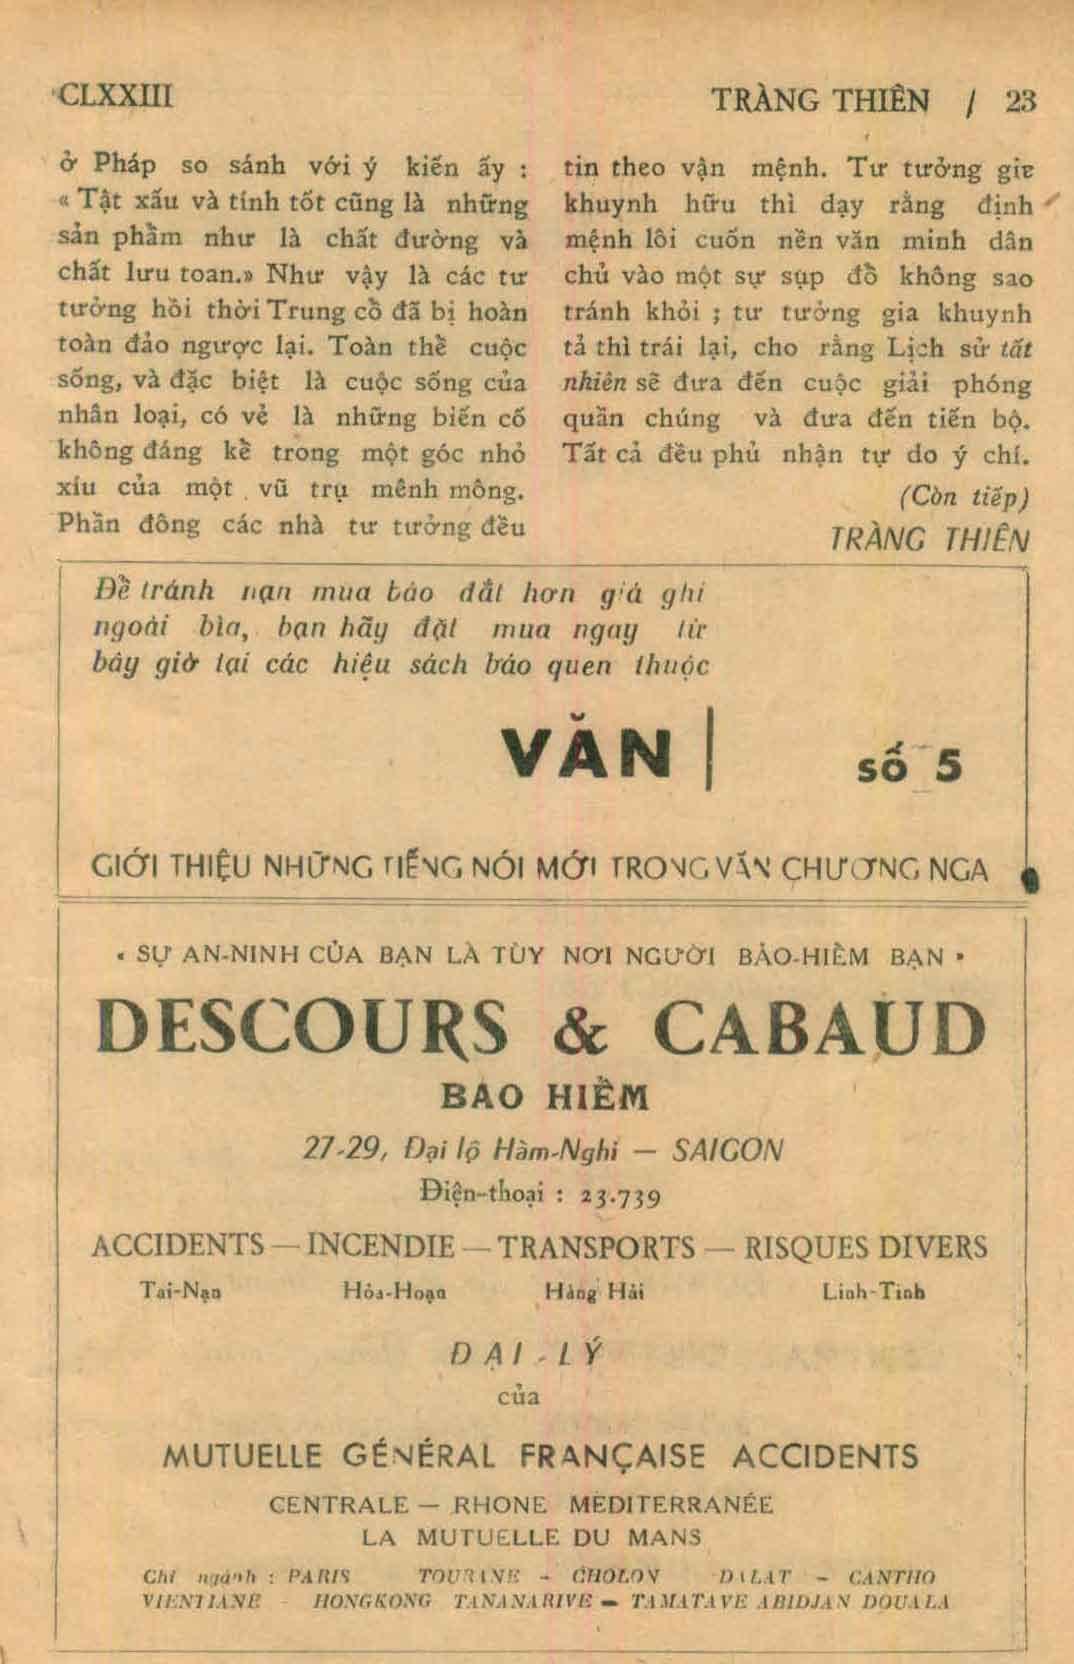 CLXXIII
TRÀNG THIÊN / 23
ở Pháp so sánh với ý kiến ấy :
« Tật xấu và tính tốt cũng là những
sản phẩm như là chất đường và
chất lưu toan.» Như vậy là các tư
tưởng hồi thời Trung cổ đã bị hoàn
toàn đảo ngược lại. Toàn thể cuộc
sống, và đặc biệt là cuộc sống của
nhân loại, có vẻ là những biến cố
không đáng kể trong một góc nhỏ
xíu của một vũ trụ mênh mông.
Phần đông các nhà tư tưởng đều
tin theo vận mệnh. Tư tưởng gia
khuynh hữu thì dạy rằng định
mệnh lôi cuốn nền văn minh dân
chủ vào một sự sụp đổ không sao
tránh khỏi ; tư tưởng gia khuynh
tả thì trái lại, cho rằng Lịch sử tất
nhiên sẽ đưa đến cuộc giải phóng
quần chúng và đưa đến tiến bộ.
Tất cả đều phủ nhận tự do ý chí.
(Còn tiếp)
TRÀNG THIÊN
Để tránh nạn mua báo đắt hơn giá ghi
ngoài bìa, bạn hãy đặt mua ngay từ
bây giờ tại các hiệu sách báo quen thuộc
VĂN | số 5
GIỚI THIỆU NHỮNG TIẾNG NÓI MỚI TRONG VĂN CHƯƠNG NGA
« SỰ AN-NINH CỦA BẠN LÀ TÙY NƠI NGƯỜI BẢO-HIỂM BẠN »
DESCOURS & CABAUD
BAO HIỂM
27-29, Đại lộ Hàm-Nghi — SAIGON
Điện-thoại : 23.739
ACCIDENTS — INCENDIE — TRANSPORTS — RISQUES DIVERS
Tai-Nạn Hỏa-Hoạn Hàng Hải Linh-Tinh
ĐẠI-LÝ
của
MUTUELLE GÉNÉRAL FRANÇAISE ACCIDENTS
CENTRALE — RHONE MEDITERRANÉE
LA MUTUELLE DU MANS
Chi ngánh : PARIS TOURANE - CHOLON DALAT - CANTHO
VIENTIANE - HONGKONG TANANARIVE - TAMATAVE ABIDJAN DOUALA